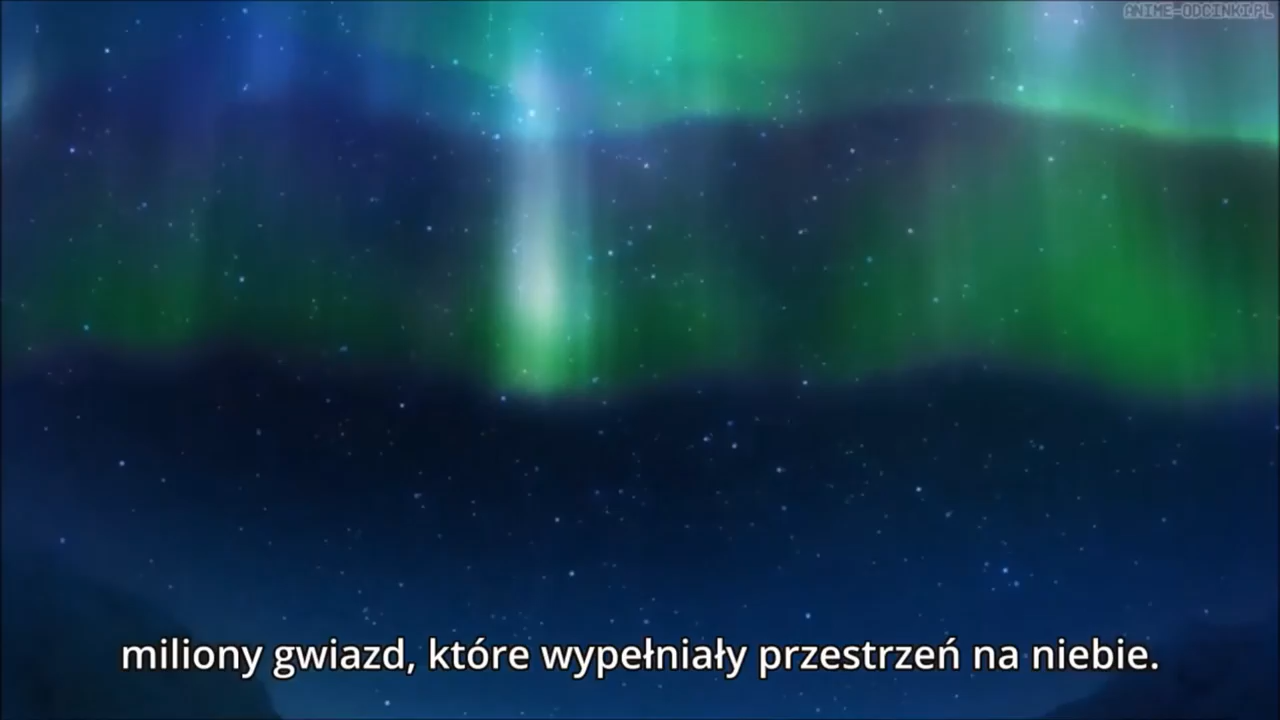 ANIME-ODCINKI.PL
miliony gwiazd, które wypełniały przestrzeń na niebie.